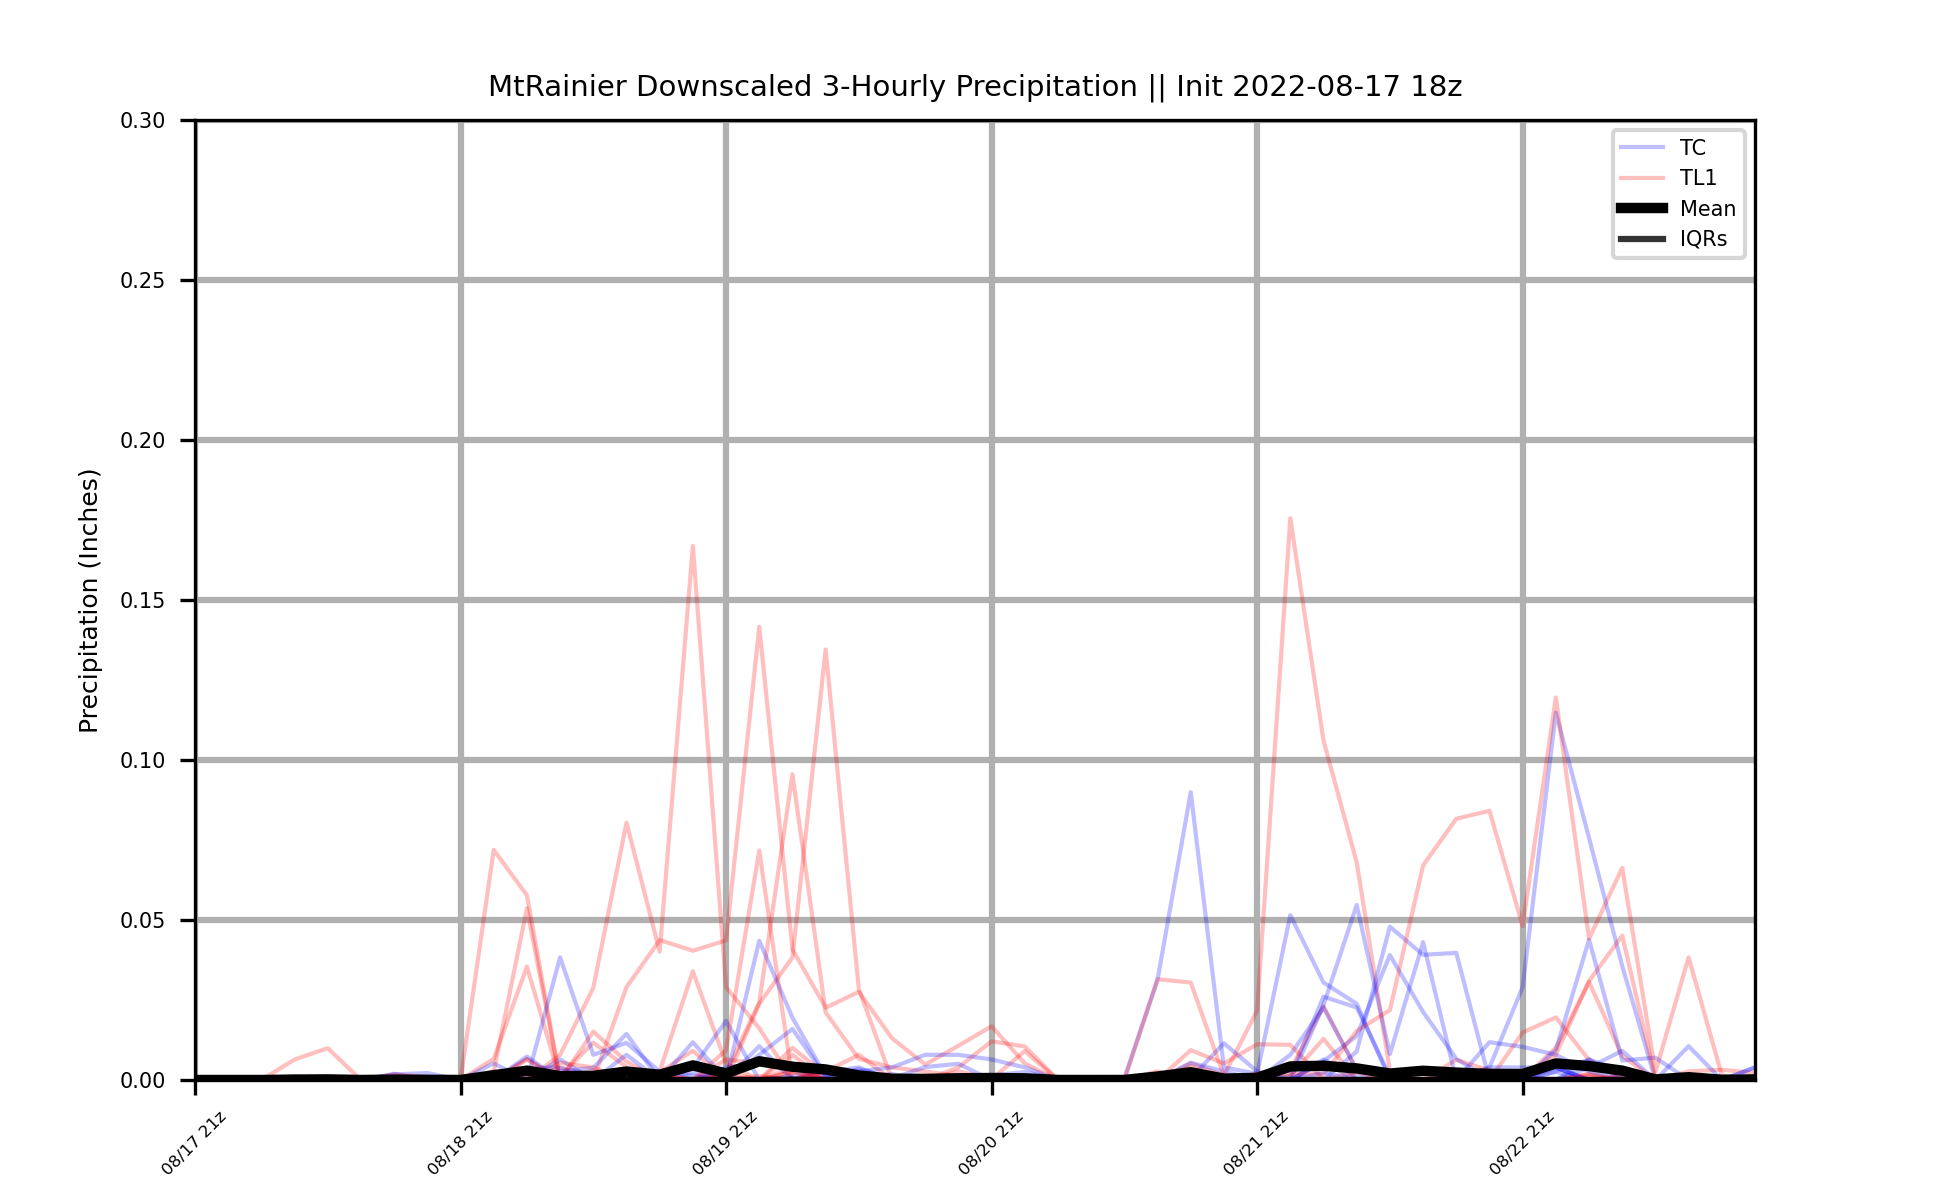 MtRainier Downscaled 3-Hourly Precipitation || Init 2022-08-17 18z
0.30
0.25
0.20
0.15
0.10
0.05
0.00
Precipitation (Inches)
TC
TL1
Mean
IQRs
08/17 21z
08/18 21z
08/19 21z
08/20 21z
08/21 21z
08/22 21z